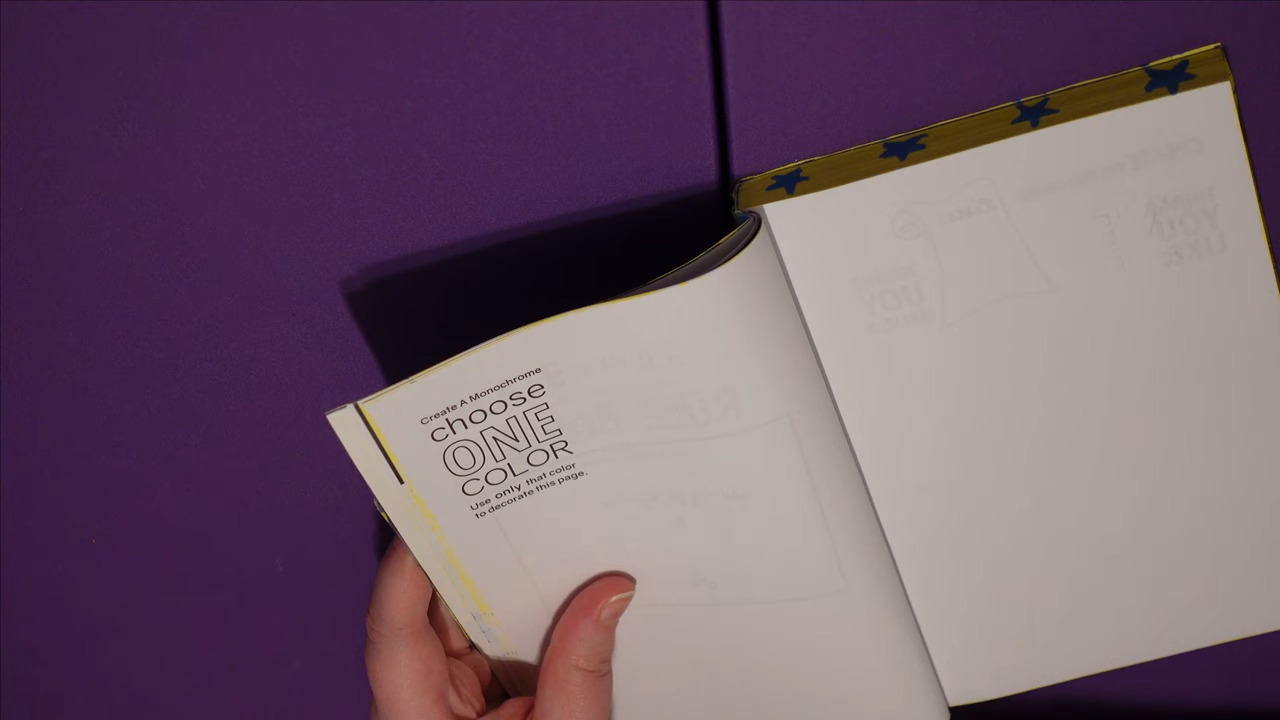 Create A Monochrome
choose
ONE
COLOR
Use only that color
to decorate this page.